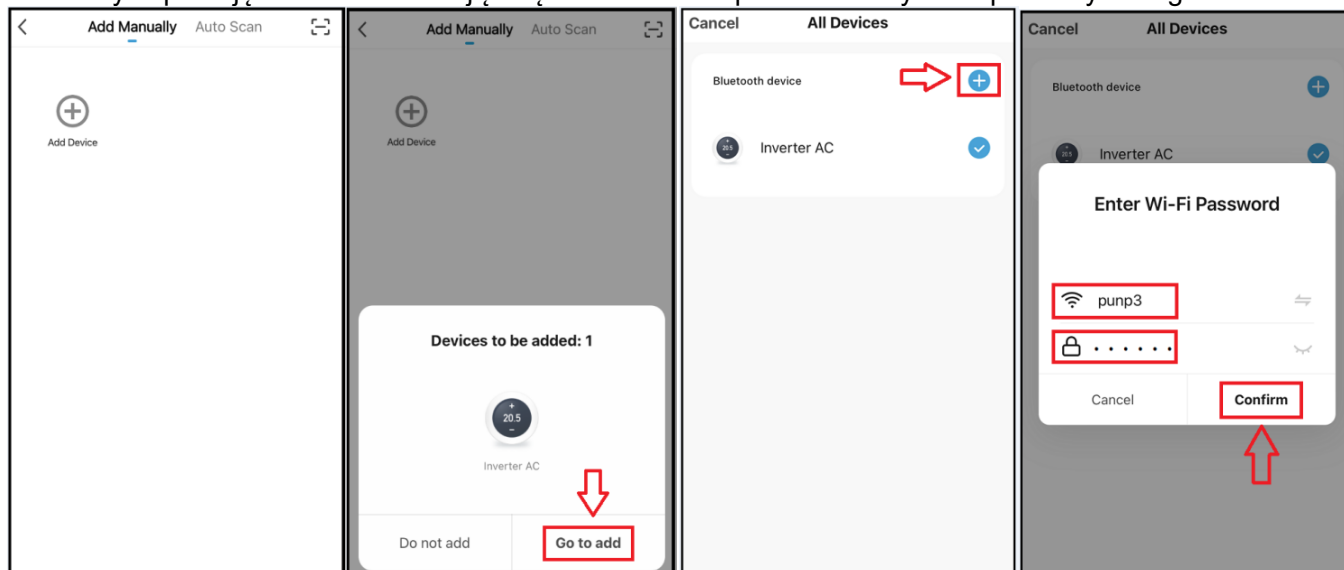 Add Manually Auto Scan
Add Device
Add Manually Auto Scan
Add Device
Devices to be added: 1
+
20.5
−
Inverter AC
Do not add Go to add
Cancel All Devices
Bluetooth device
20.5
Inverter AC
Cancel All Devices
Bluetooth device
20.5
Inverter AC
Enter Wi-Fi Password
punp3
Cancel Confirm